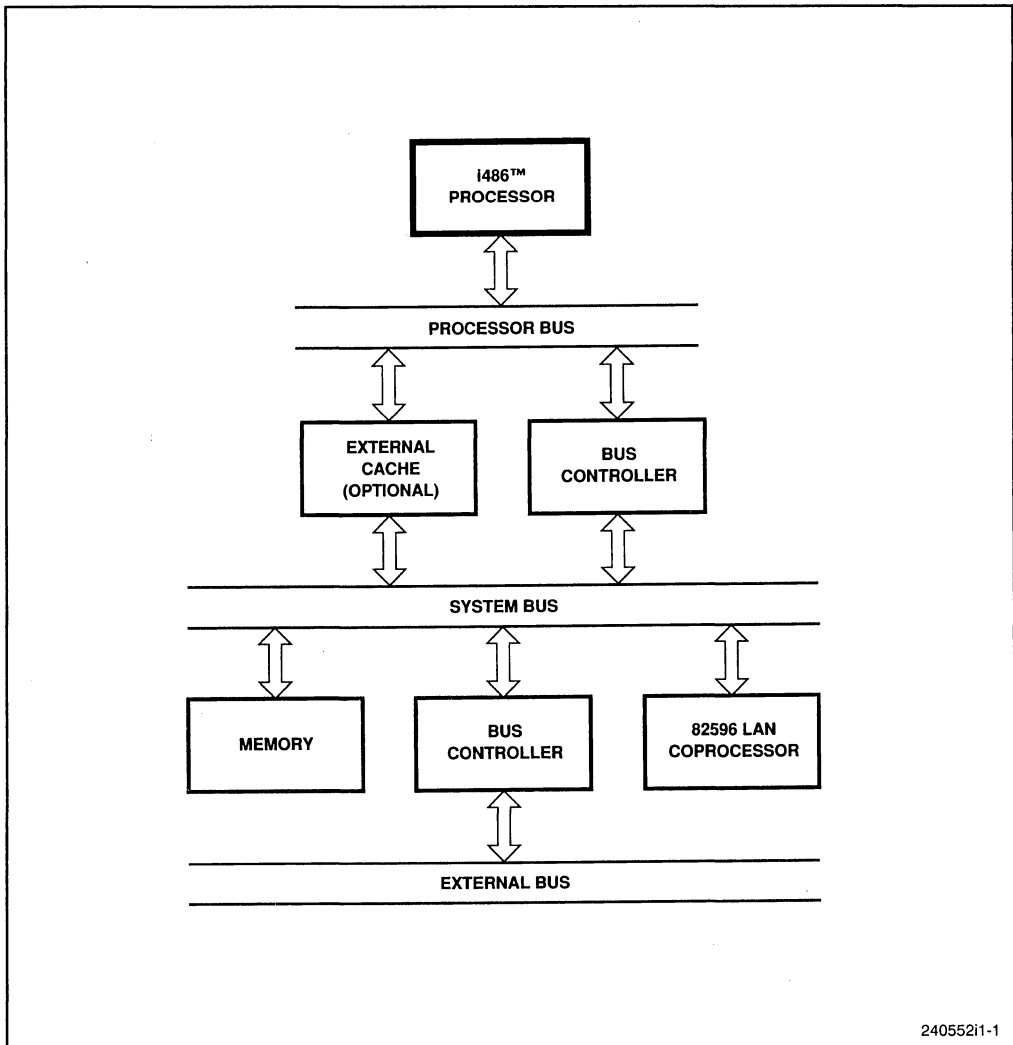 i486™
PROCESSOR
PROCESSOR BUS
EXTERNAL
CACHE
(OPTIONAL)
BUS
CONTROLLER
SYSTEM BUS
MEMORY
BUS
CONTROLLER
82596 LAN
COPROCESSOR
EXTERNAL BUS
240552i1-1